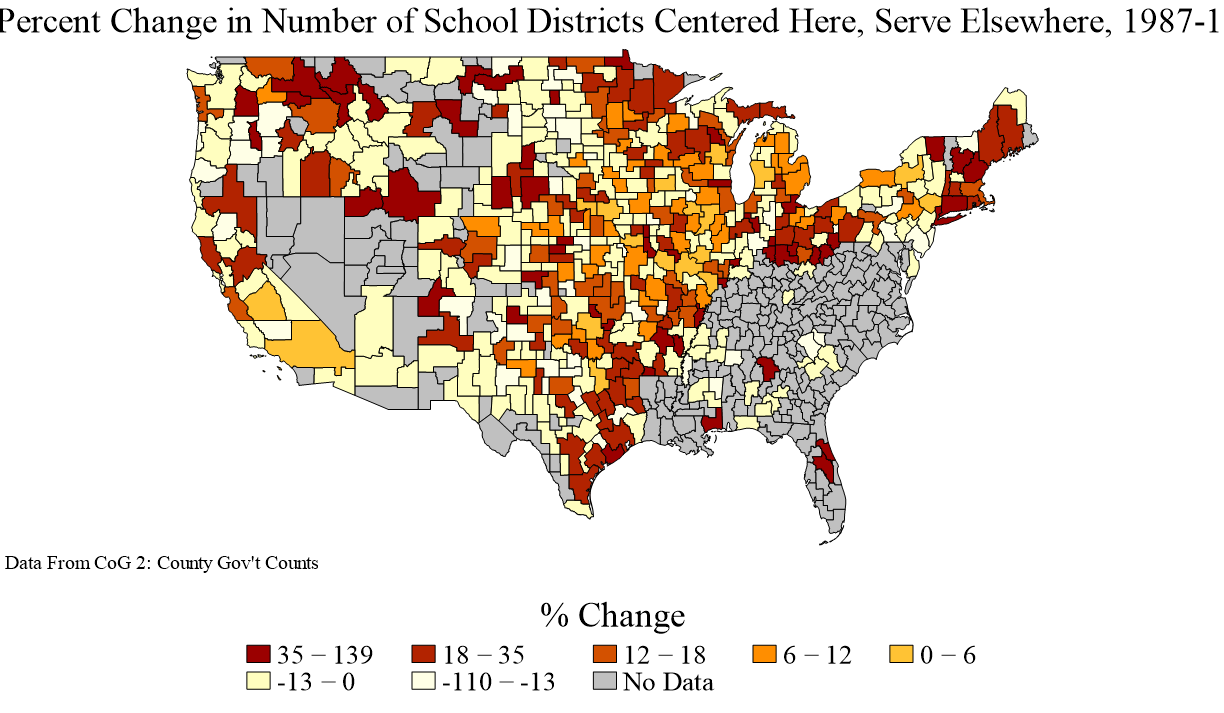 Percent Change in Number of School Districts Centered Here, Serve Elsewhere, 1987-1
Data From CoG 2: County Gov't Counts
% Change
35 − 139 18 − 35 12 − 18 6 − 12 0 − 6
-13 − 0 -110 − -13 No Data